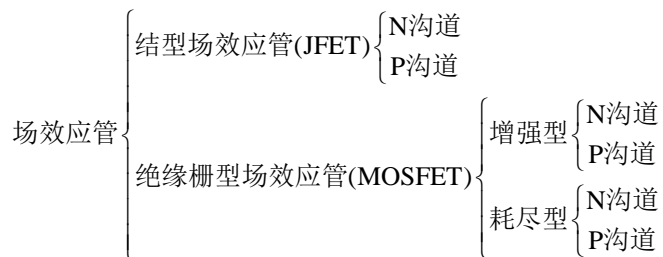 场效应管
结型场效应管(JFET)
N沟道
P沟道
绝缘栅型场效应管(MOSFET)
增强型
N沟道
P沟道
耗尽型
N沟道
P沟道